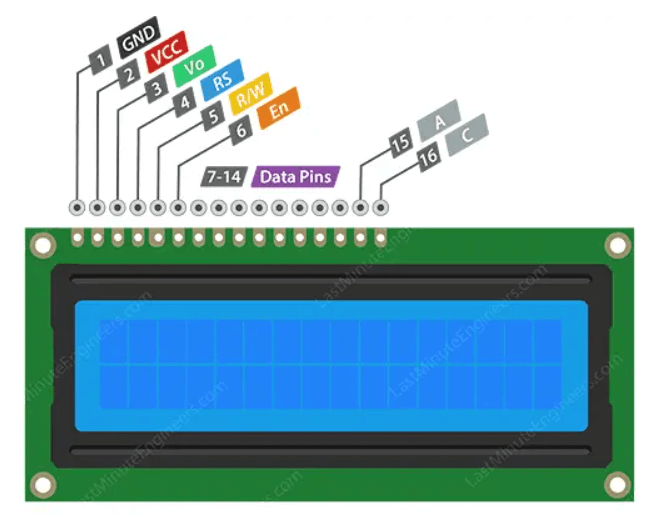 1 GND
2 VCC
3 Vo
4 RS
5 R/W
6 En
7-14 Data Pins
15 A
16 C
LastMinuteEngineers.com
LastMinuteEngineers.com
LastMinuteEngineers.com
LastMinuteEngineers.com
LastMinuteEngineers.com
LastMinuteEngineers.com